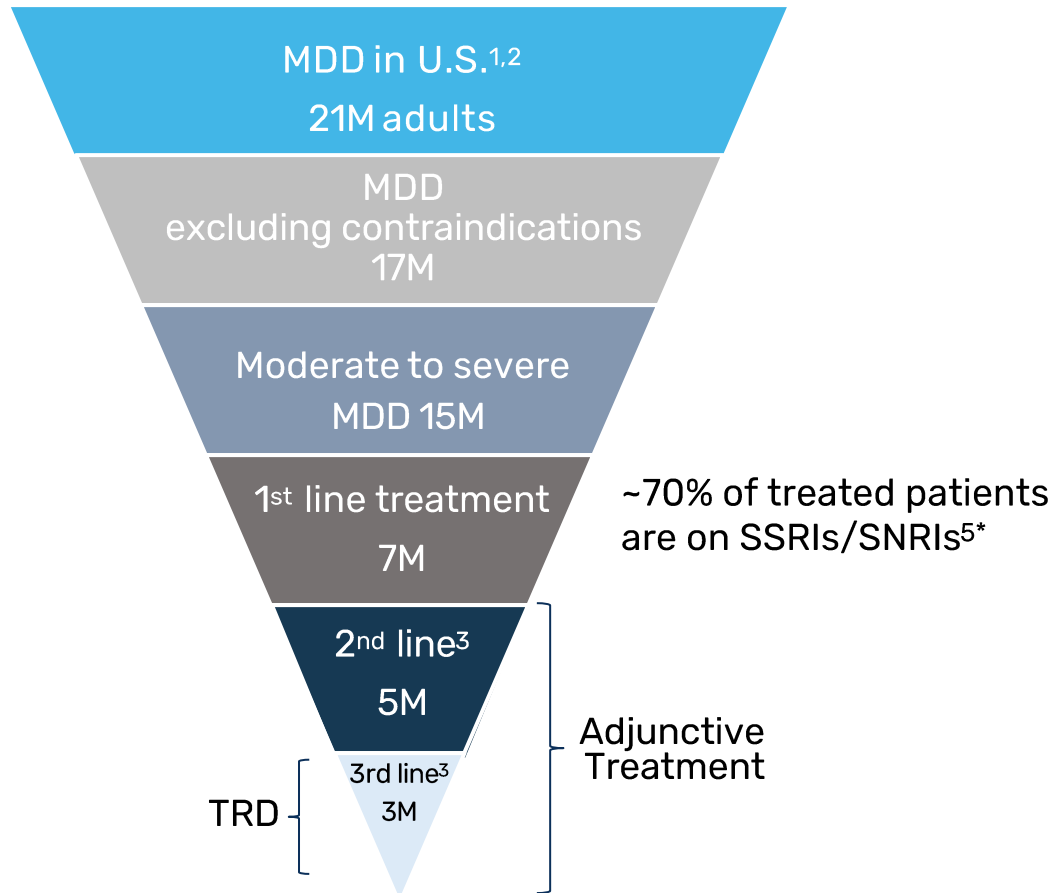 MDD in U.S.1,2
21M adults
MDD
excluding contraindications
17M
Moderate to severe
MDD 15M
1st line treatment
7M
~70% of treated patients
are on SSRIs/SNRIs5*
2nd line3
5M
Adjunctive
Treatment
3rd line3
3M
TRD